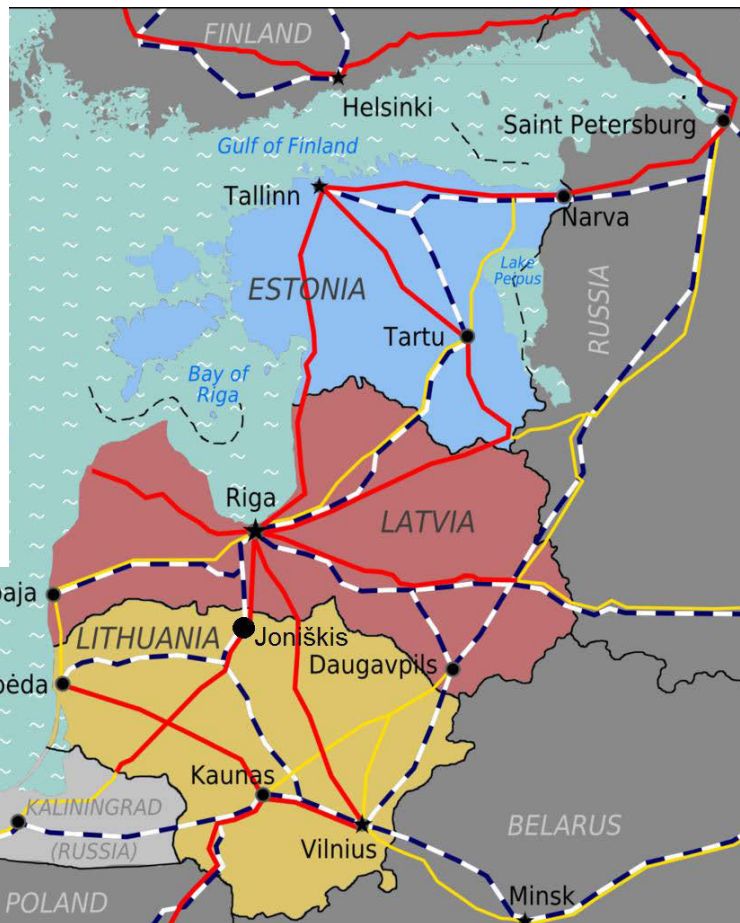 FINLAND
Helsinki
Saint Petersburg
Gulf of Finland
Tallinn
Narva
ESTONIA
Lake
Peipus
RUSSIA
Tartu
Bay of
Riga
Riga
LATVIA
paja
LITHUANIA
Joniškis
Daugavpils
pėda
Kaunas
KALININGRAD
(RUSSIA)
Vilnius
BELARUS
POLAND
Minsk